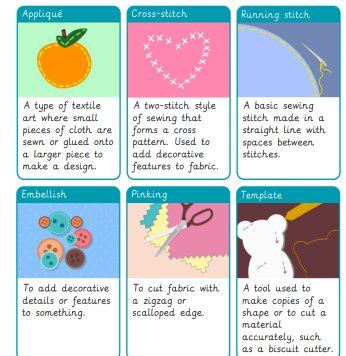 Appliqué
A type of textile
art where small
pieces of cloth are
sewn or glued onto
a larger piece to
make a design.
Cross-stitch
A two-stitch style
of sewing that
forms a cross
pattern. Used to
add decorative
features to fabric.
Running stitch
A basic sewing
stitch made in a
straight line with
spaces between
stitches.
Embellish
To add decorative
details or features
to something.
Pinking
To cut fabric with
a zigzag or
scalloped edge.
Template
A tool used to
make copies of a
shape or to cut a
material
accurately, such
as a biscuit cutter.